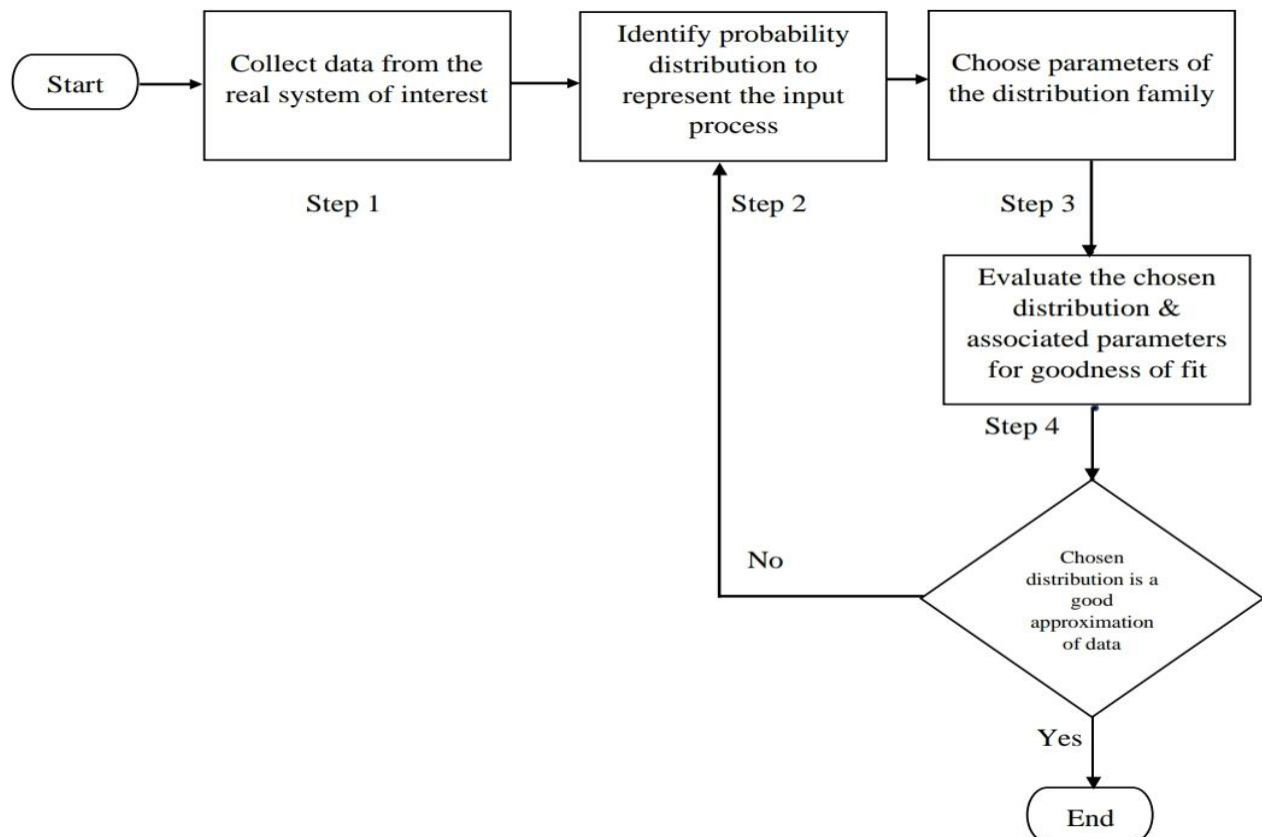 Start
Collect data from the
real system of interest
Step 1
Identify probability
distribution to
represent the input
process
Step 2
Choose parameters of
the distribution family
Step 3
Evaluate the chosen
distribution &
associated parameters
for goodness of fit
Step 4
Chosen
distribution is a
good
approximation
of data
No
Yes
End